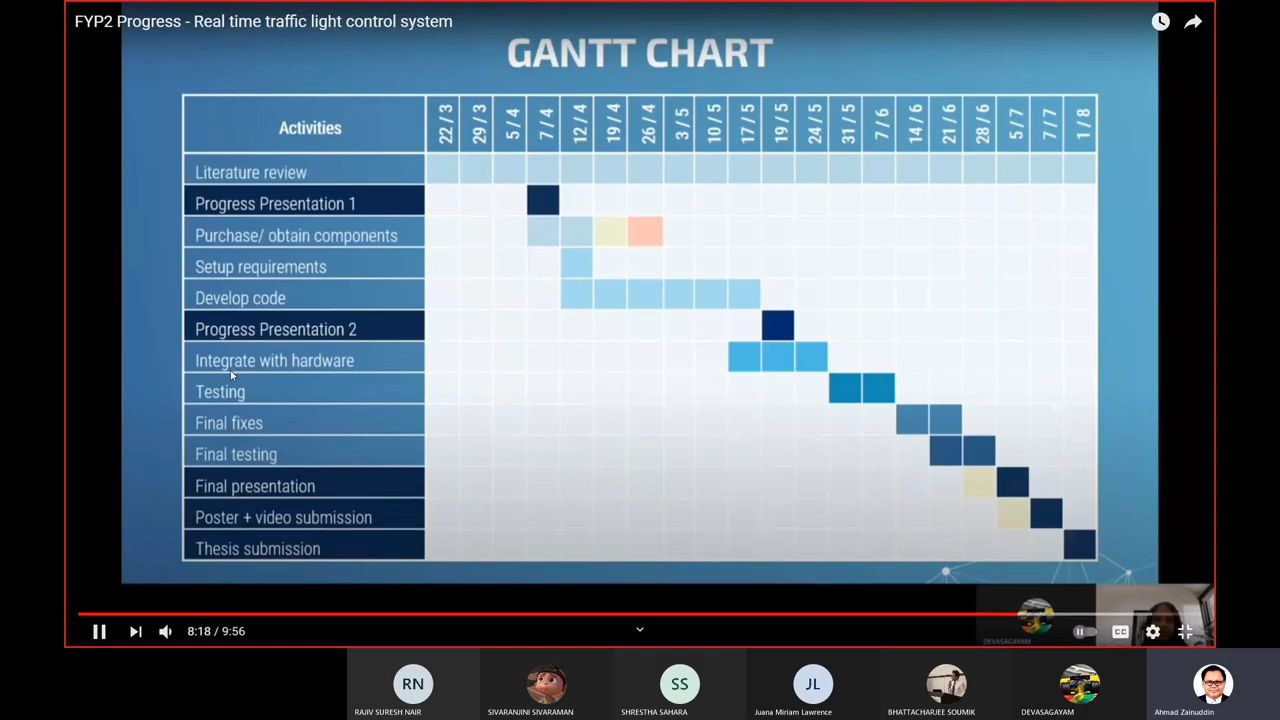 FYP2 Progress - Real time traffic light control system
GANTT CHART
Activities
22 / 3
29 / 3
5 / 4
7 / 4
12 / 4
19 / 4
26 / 4
3 / 5
10 / 5
17 / 5
19 / 5
24 / 5
31 / 5
7 / 6
14 / 6
21 / 6
28 / 6
5 / 7
7 / 7
1 / 8
Literature review
Progress Presentation 1
Purchase/ obtain components
Setup requirements
Develop code
Progress Presentation 2
Integrate with hardware
Testing
Final fixes
Final testing
Final presentation
Poster + video submission
Thesis submission
DEVASAGAYAM
8:18 / 9:56
CC
RN
SS
JL
RAJIV SURESH NAIR
SIVARANJINI SIVARAMAN
SHRESTHA SAHARA
Juana Miriam Lawrence
BHATTACHARJEE SOUMIK
DEVASAGAYAM
Ahmad Zainuddin